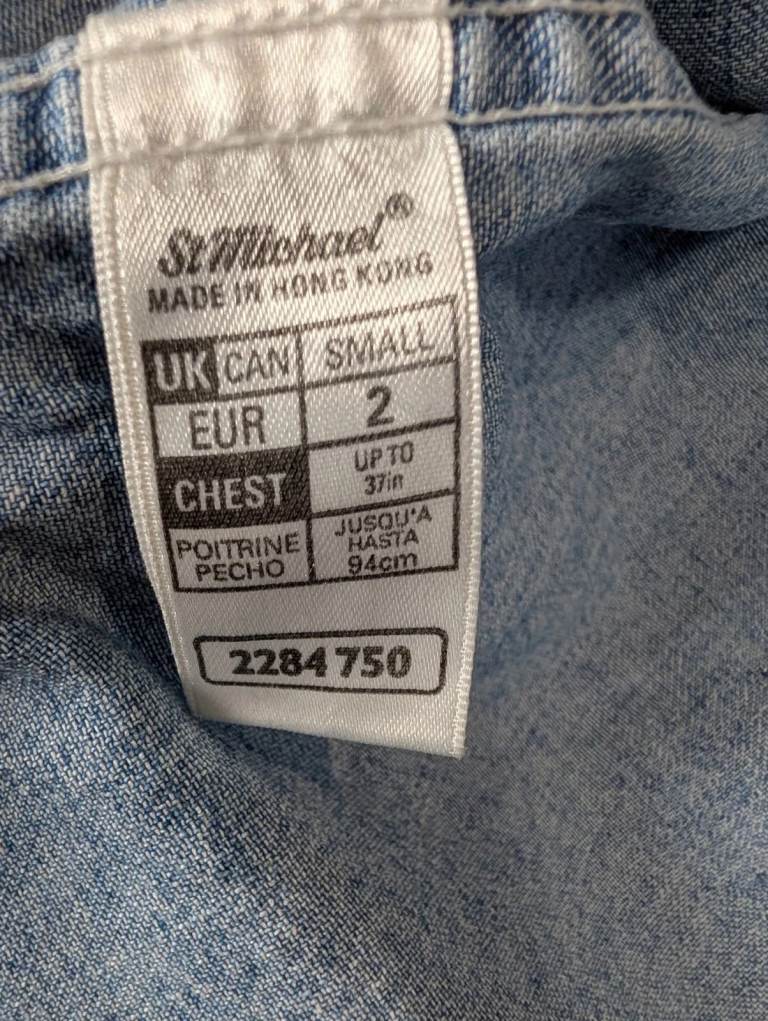 St Michael®
MADE IN HONG KONG
UK CAN SMALL
EUR 2
CHEST UP TO 37in
POITRINE PECHO JUSQU'A HASTA 94cm
2284 750